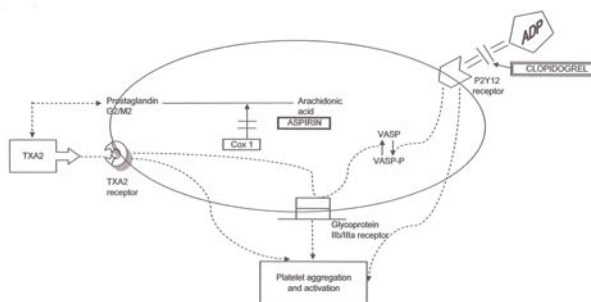 ADP
CLOPIDOGREL
P2Y12
receptor
Prostaglandin
G2/M2
Arachidonic
acid
ASPIRIN
Cox 1
VASP
VASP-P
TXA2
TXA2
receptor
Glycoprotein
IIb/IIIa receptor
Platelet aggregation
and activation